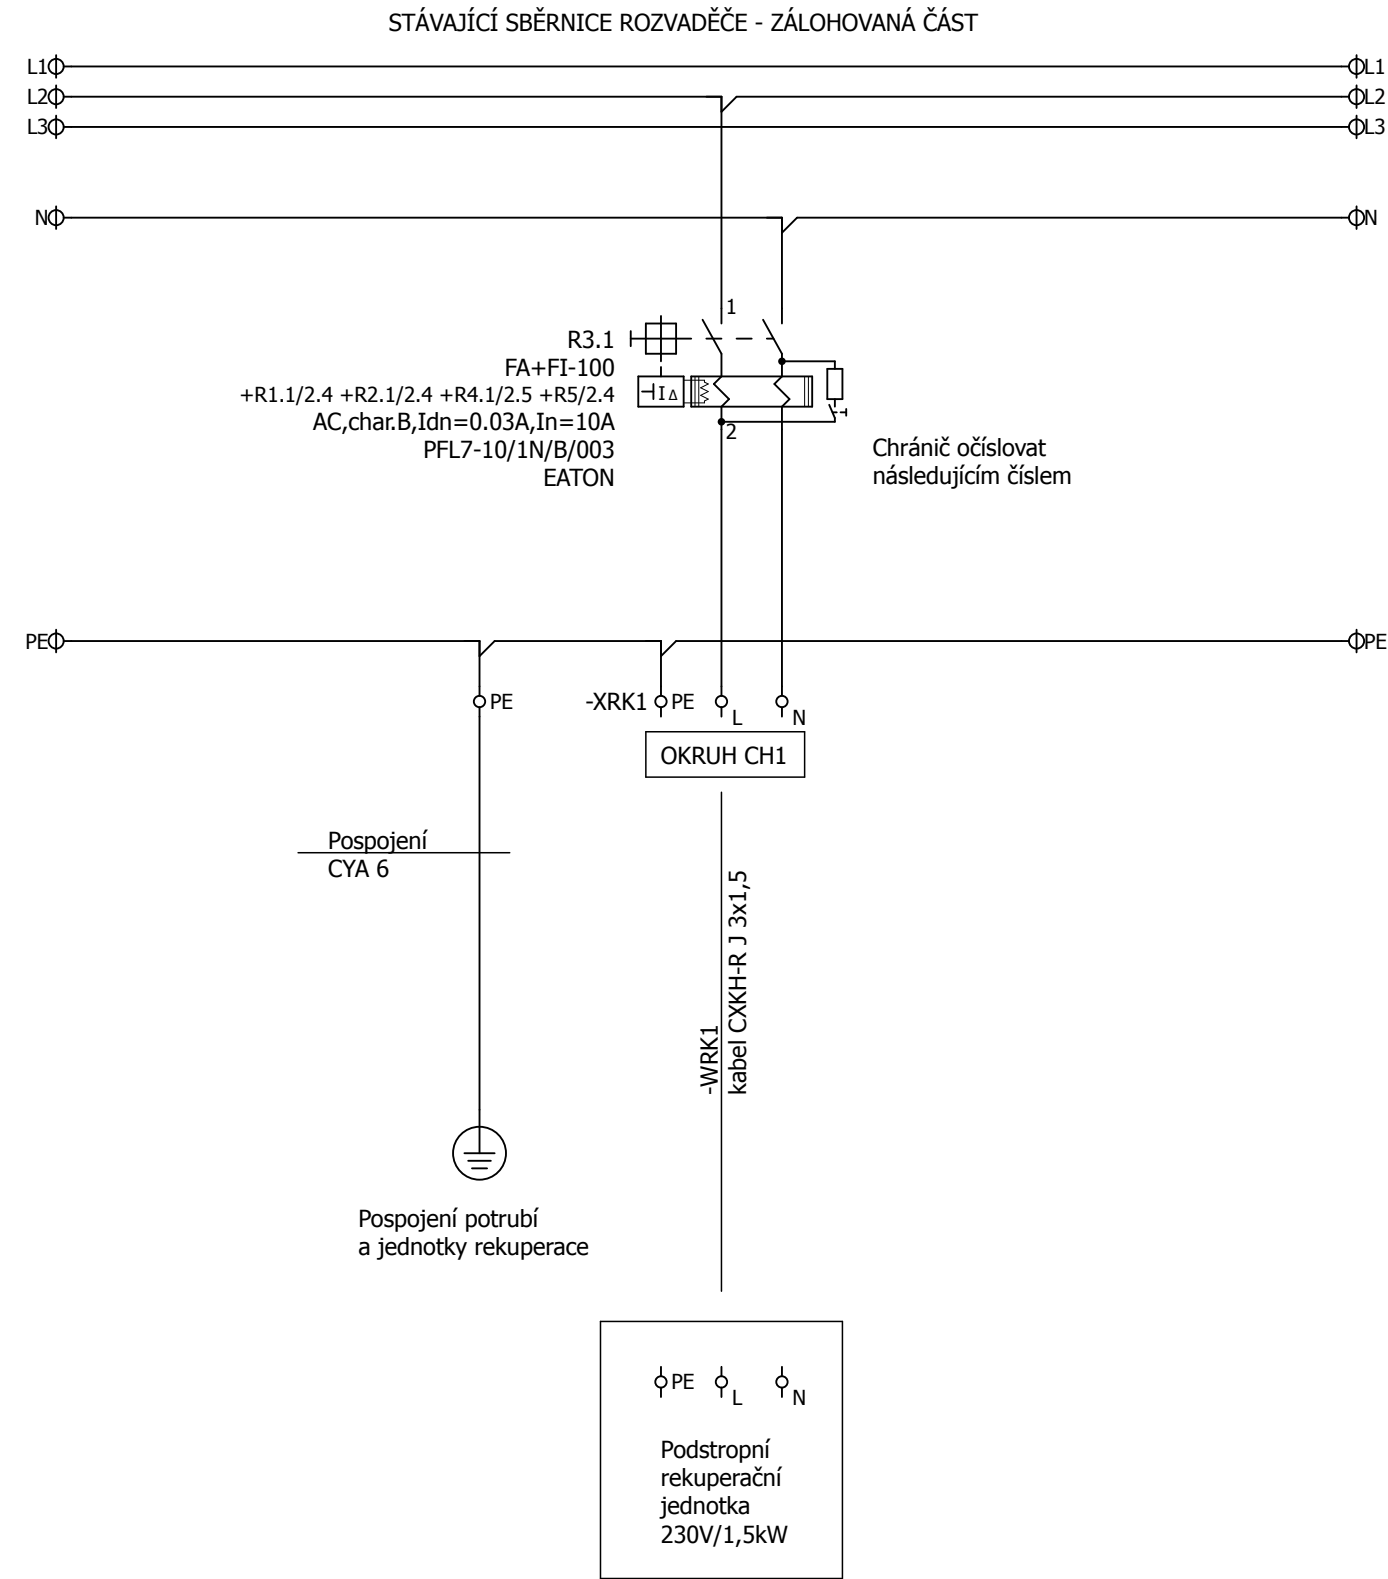 STÁVAJÍCÍ SBĚRNICE ROZVADĚČE - ZÁLOHOVANÁ ČÁST
L1 L1
L2 L2
L3 L3
N N
1
R3.1
FA+FI-100
+R1.1/2.4 +R2.1/2.4 +R4.1/2.5 +R5/2.4
AC,char.B,Idn=0.03A,In=10A
PFL7-10/1N/B/003
EATON
I Δ
2
Chránič očíslovat
následujícím číslem
PE PE
PE
-XRK1 PE L N
OKRUH CH1
Pospojení
CYA 6
-WRK1
kabel CXKH-R J 3x1,5
Pospojení potrubí
a jednotky rekuperace
PE L N
Podstropní
rekuperační
jednotka
230V/1,5kW